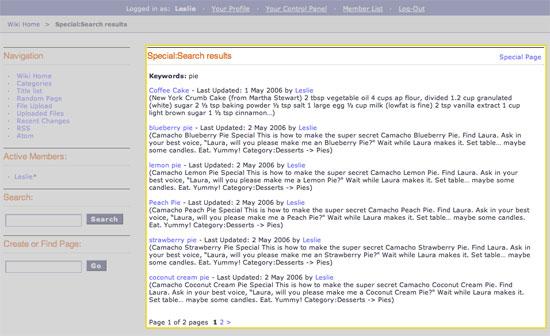 Logged in as: Leslie · Your Profile · Your Control Panel · Member List · Log-Out
Wiki Home > Special:Search results
Navigation
· Wiki Home
· Categories
· Title list
· Random Page
· File Upload
· Uploaded Files
· Recent Changes
· RSS
· Atom
Active Members:
· Leslie*
Search:
Search
Create or Find Page:
Go
Special:Search results
Special Page
Keywords: pie
Coffee Cake - Last Updated: 1 May 2006 by Leslie
(New York Crumb Cake (from Martha Stewart) 2 tbsp vegetable oil 4 cups ap flour, divided 1.2 cup granulated
(white) sugar 2 ½ tsp baking powder ½ tsp salt 1 large egg ½ cup milk (lowfat is fine) 2 tsp vanilla extract 1 cup
light brown sugar 1 ½ tsp cinnamon…)
blueberry pie - Last Updated: 2 May 2006 by Leslie
(Camacho Blueberry Pie Special This is how to make the super secret Camacho Blueberry Pie. Find Laura. Ask in
your best voice, "Laura, will you please make me an Blueberry Pie?" Wait while Laura makes it. Set table… maybe
some candles. Eat. Yummy! Category:Desserts -> Pies)
lemon pie - Last Updated: 2 May 2006 by Leslie
(Camacho Lemon Pie Special This is how to make the super secret Camacho Lemon Pie. Find Laura. Ask in your
best voice, "Laura, will you please make me a Lemon Pie?" Wait while Laura makes it. Set table… maybe some
candles. Eat. Yummy! Category:Desserts -> Pies)
Peach Pie - Last Updated: 2 May 2006 by Leslie
(Camacho Peach Pie Special This is how to make the super secret Camacho Peach Pie. Find Laura. Ask in your best
voice, "Laura, will you please make me a Peach Pie?" Wait while Laura makes it. Set table… maybe some candles.
Eat. Yummy! Category:Desserts -> Pies)
strawberry pie - Last Updated: 2 May 2006 by Leslie
(Camacho Strawberry Pie Special This is how to make the super secret Camacho Strawberry Pie. Find Laura. Ask in
your best voice, "Laura, will you please make me an Strawberry Pie?" Wait while Laura makes it. Set table… maybe
some candles. Eat. Yummy! Category:Desserts -> Pies)
coconut cream pie - Last Updated: 2 May 2006 by Leslie
(Camacho Coconut Cream Pie Special This is how to make the super secret Camacho Coconut Cream Pie. Find
Laura. Ask in your best voice, "Laura, will you please make me a Coconut Cream Pie?" Wait while Laura makes it.
Set table… maybe some candles. Eat. Yummy! Category:Desserts -> Pies)
Page 1 of 2 pages 1 2 >